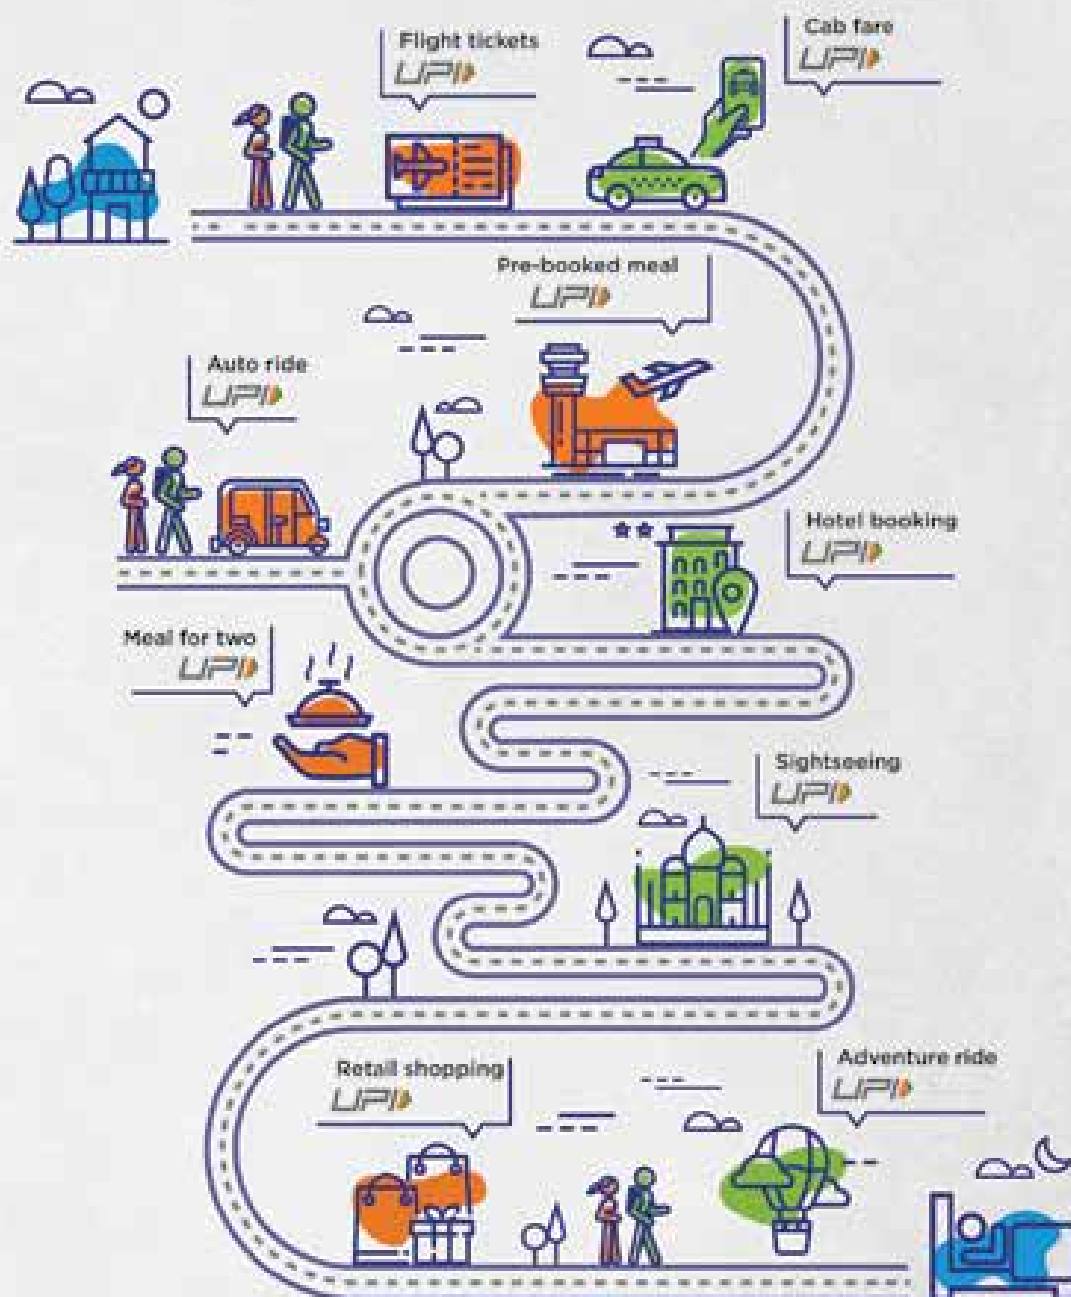 Flight tickets
UPI
Cab fare
UPI
Pre-booked meal
UPI
Auto ride
UPI
Hotel booking
UPI
Meal for two
UPI
Sightseeing
UPI
Retail shopping
UPI
Adventure ride
UPI